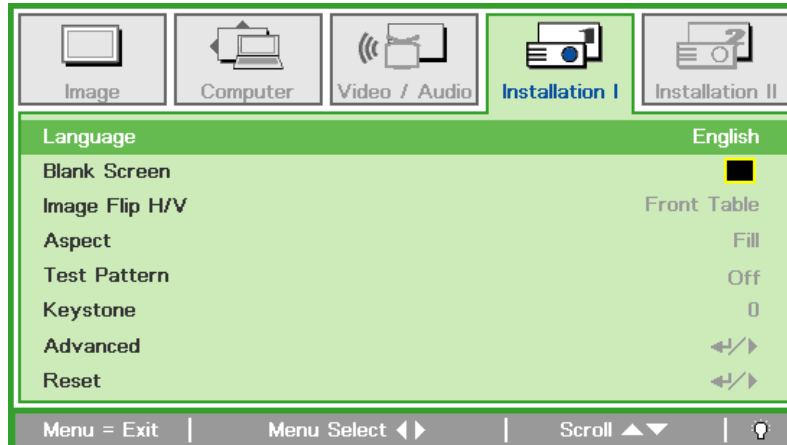 Image Computer Video / Audio Installation I Installation II
Language English
Blank Screen
Image Flip H/V Front Table
Aspect Fill
Test Pattern Off
Keystone 0
Advanced
Reset
Menu = Exit Menu Select Scroll